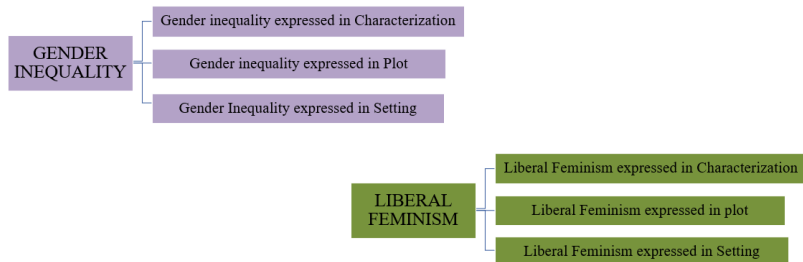 GENDER
INEQUALITY
Gender inequality expressed in Characterization
Gender inequality expressed in Plot
Gender Inequality expressed in Setting
LIBERAL
FEMINISM
Liberal Feminism expressed in Characterization
Liberal Feminism expressed in plot
Liberal Feminism expressed in Setting